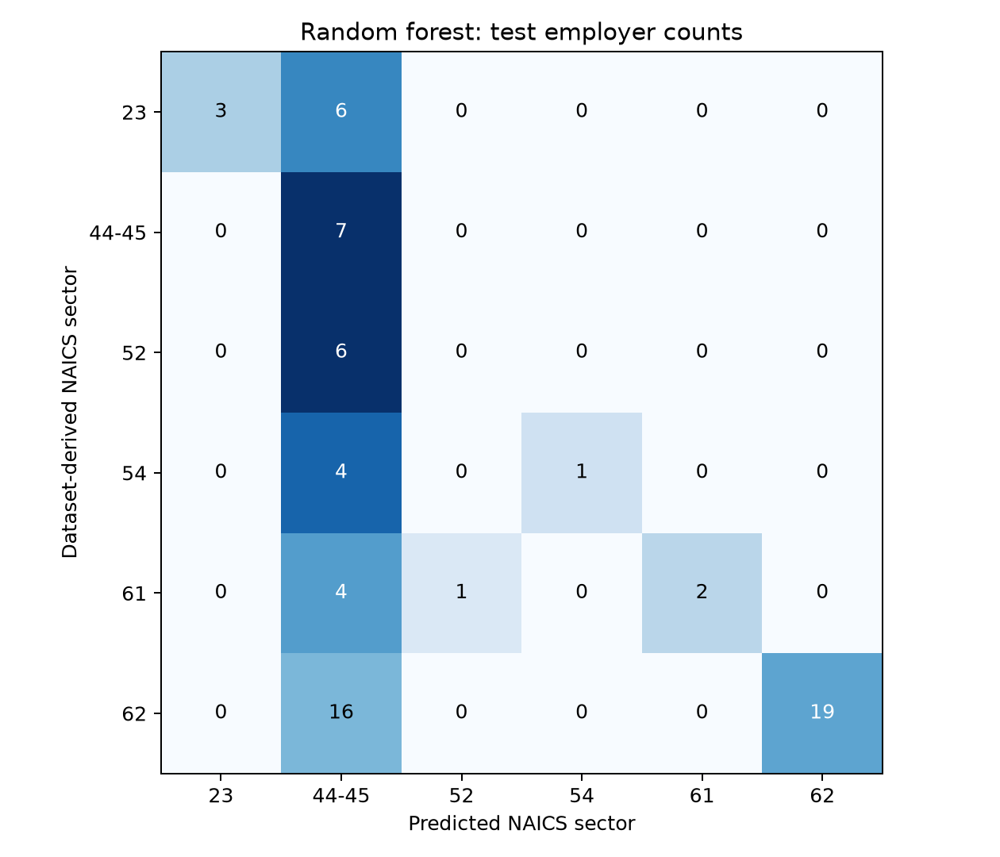 Random forest: test employer counts
Dataset-derived NAICS sector
23 3 6 0 0 0 0
44-45 0 7 0 0 0 0
52 0 6 0 0 0 0
54 0 4 0 1 0 0
61 0 4 1 0 2 0
62 0 16 0 0 0 19
23 44-45 52 54 61 62
Predicted NAICS sector